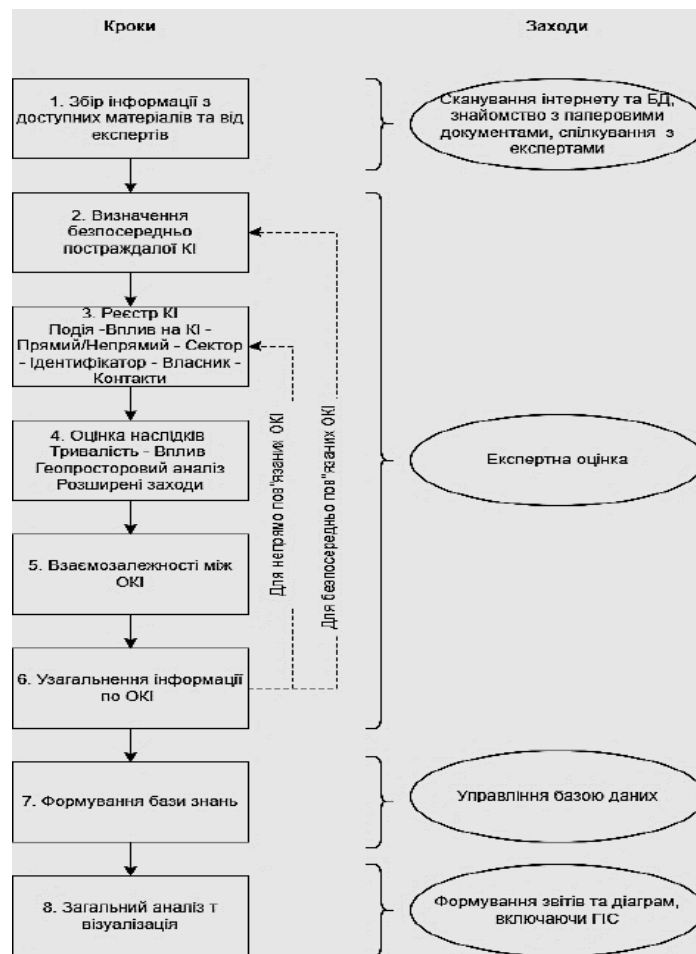 Кроки
Заходи
1. Збір інформації з
доступних матеріалів та від
експертів
Сканування інтернету та БД,
знайомство з паперовими
документами, спілкування з
експертами
2. Визначення
безпосередньо
постраждалої КІ
3. Реєстр КІ
Подія -Вплив на КІ -
Прямий/Непрямий - Сектор
- Ідентифікатор - Власник -
Контакти
4. Оцінка наслідків
Тривалість - Вплив
Геопросторовий аналіз
Розширені заходи
5. Взаємозалежності між
ОКІ
6. Узагальнення інформації
по ОКІ
Для непрямо пов"язаних ОКІ
Для безпосередньо пов"язаних ОКІ
Експертна оцінка
7. Формування бази знань
Управління базою даних
8. Загальний аналіз т
візуалізація
Формування звітів та діаграм,
включаючи ГІС